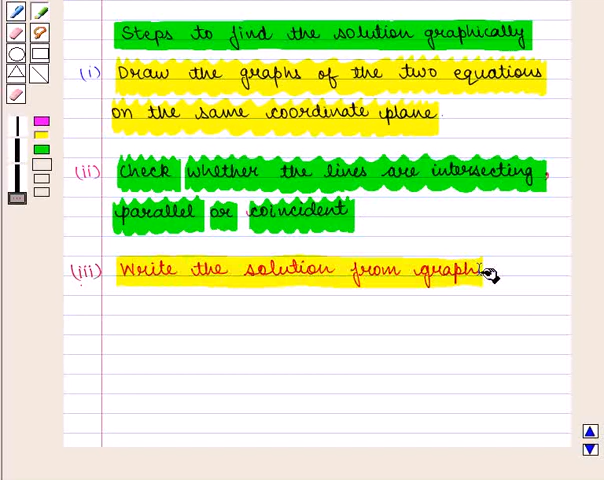 Steps to find the solution graphically
(i) Draw the graphs of the two equations
on the same coordinate plane.
(ii) check whether the lines are intersecting,
parallel or coincident
(iii) Write the solution from graph